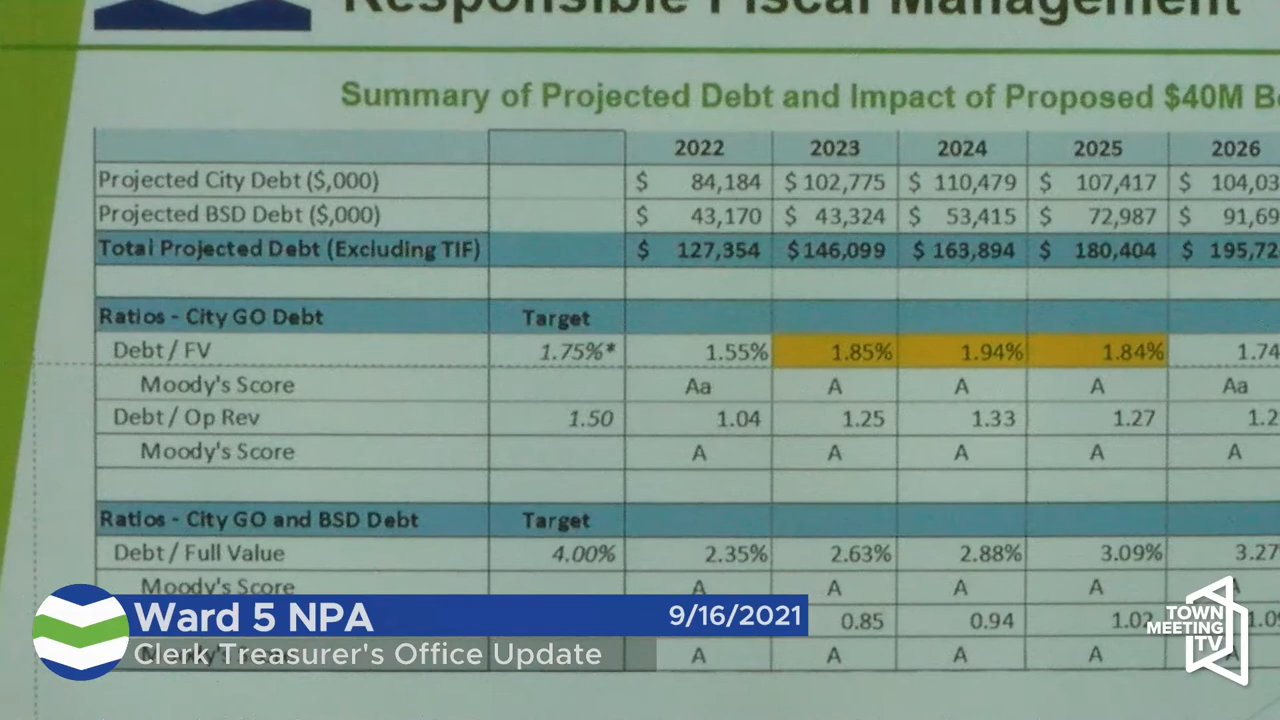 Responsible Fiscal Management
Summary of Projected Debt and Impact of Proposed $40M
2022 2023 2024 2025 2026
Projected City Debt ($,000) $ 84,184 $ 102,775 $ 110,479 $ 107,417 $ 104,03
Projected BSD Debt ($,000) $ 43,170 $ 43,324 $ 53,415 $ 72,987 $ 91,69
Total Projected Debt (Excluding TIF) $ 127,354 $146,099 $ 163,894 $ 180,404 $ 195,72
Ratios - City GO Debt Target
Debt / FV 1.75%* 1.55% 1.85% 1.94% 1.84% 1.74
Moody's Score Aa A A A Aa
Debt / Op Rev 1.50 1.04 1.25 1.33 1.27 1.2
Moody's Score A A A A A
Ratios - City GO and BSD Debt Target
Debt / Full Value 4.00% 2.35% 2.63% 2.88% 3.09% 3.27
Moody's Score A A A A A
0.85 0.94 1.02 1.09
A A A A A
Ward 5 NPA 9/16/2021
Clerk Treasurer's Office Update
TOWN
MEETING
TV